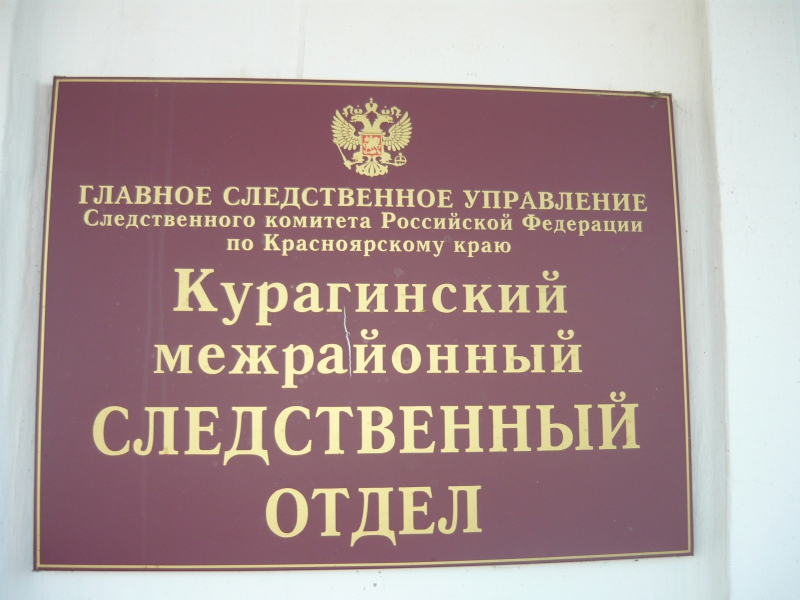 ГЛАВНОЕ СЛЕДСТВЕННОЕ УПРАВЛЕНИЕ
Следственного комитета Российской Федерации
по Красноярскому краю
Курагинский
межрайонный
СЛЕДСТВЕННЫЙ
ОТДЕЛ